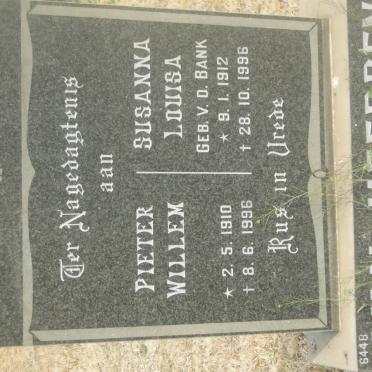 Ter Nagedagtenis
aan
PIETER
WILLEM
★ 2. 5. 1910
† 8. 6. 1996
SUSANNA
LOUISA
GEB. V. D. BANK
★ 9. 1. 1912
† 28. 10. 1996
Rus in Vrede
6448